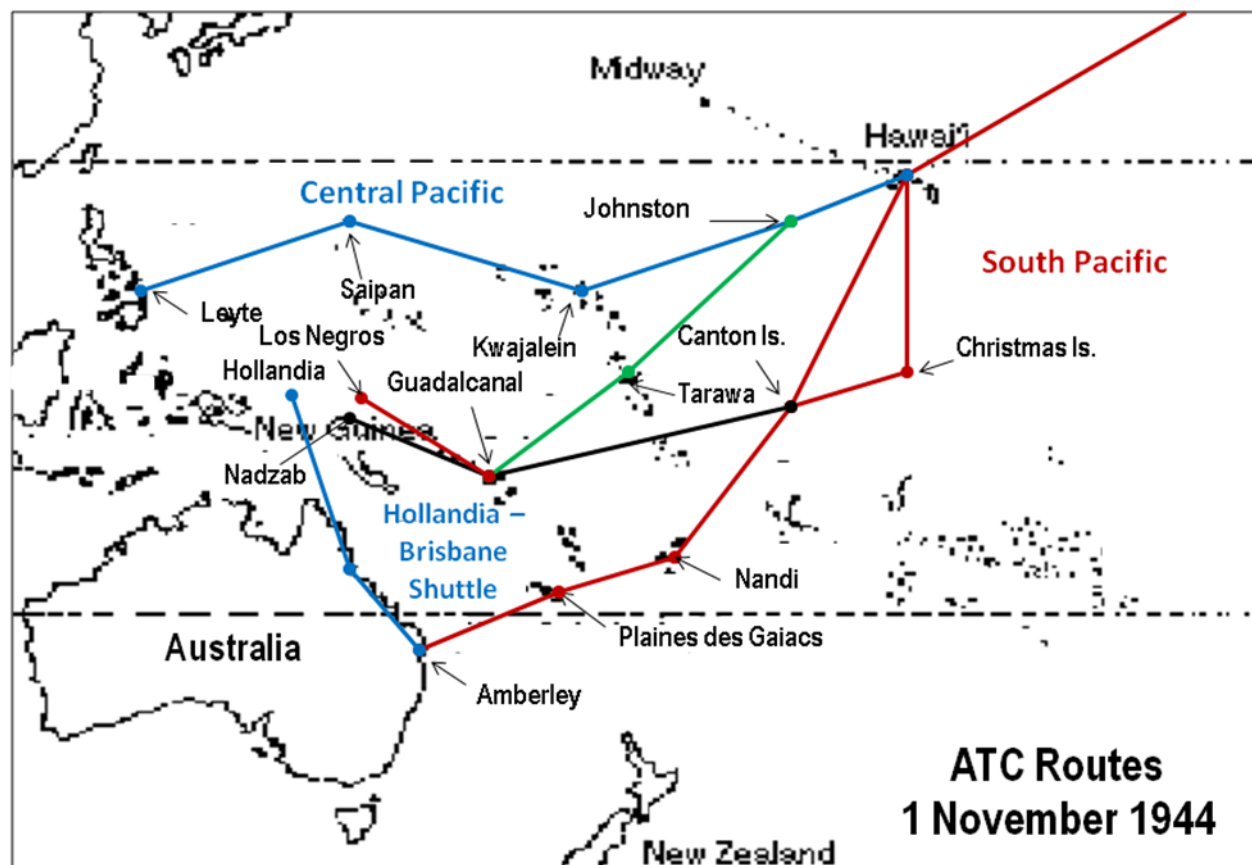 Midway
Hawai'i
Central Pacific
Johnston
South Pacific
Saipan
Leyte
Los Negros
Kwajalein
Canton Is.
Christmas Is.
Hollandia
Guadalcanal
Tarawa
New Guinea
Nadzab
Hollandia –
Brisbane
Shuttle
Nandi
Plaines des Gaiacs
Australia
Amberley
ATC Routes
1 November 1944
New Zealand